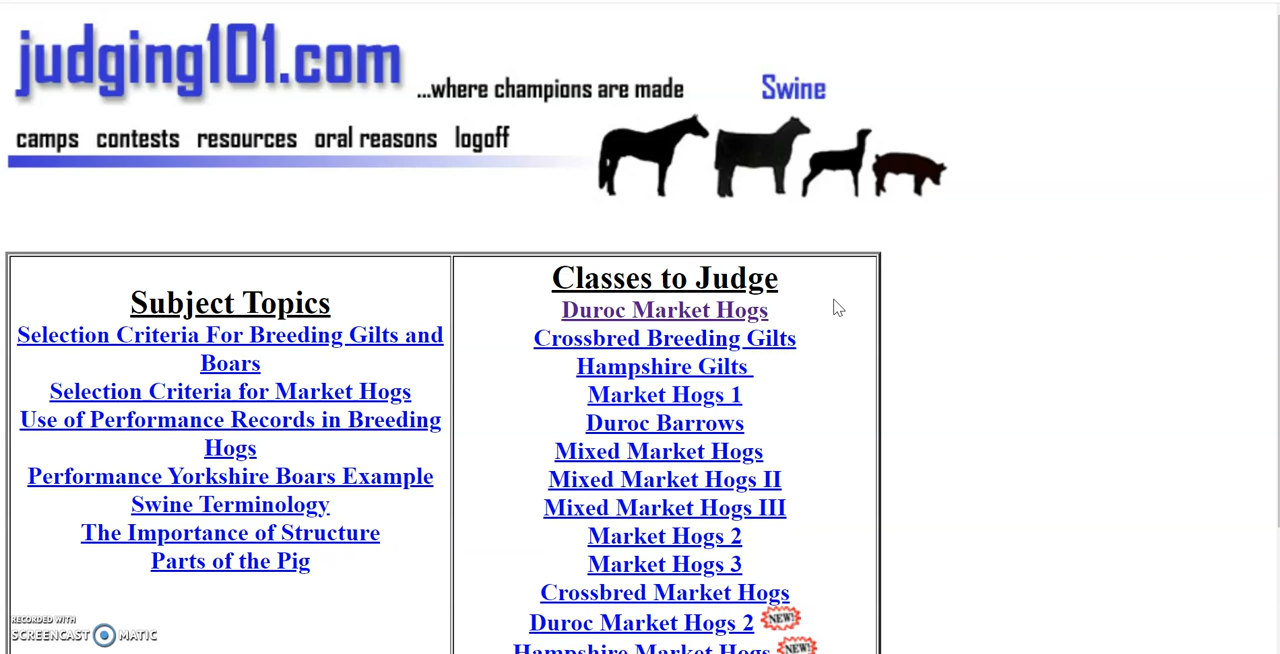 judging101.com
...where champions are made
Swine
camps contests resources oral reasons logoff
Subject Topics
Selection Criteria For Breeding Gilts and
Boars
Selection Criteria for Market Hogs
Use of Performance Records in Breeding
Hogs
Performance Yorkshire Boars Example
Swine Terminology
The Importance of Structure
Parts of the Pig
Classes to Judge
Duroc Market Hogs
Crossbred Breeding Gilts
Hampshire Gilts
Market Hogs 1
Duroc Barrows
Mixed Market Hogs
Mixed Market Hogs II
Mixed Market Hogs III
Market Hogs 2
Market Hogs 3
Crossbred Market Hogs
Duroc Market Hogs 2 NEW!
Hampshire Market Hogs NEW!
RECORDED WITH
SCREENCAST MATIC